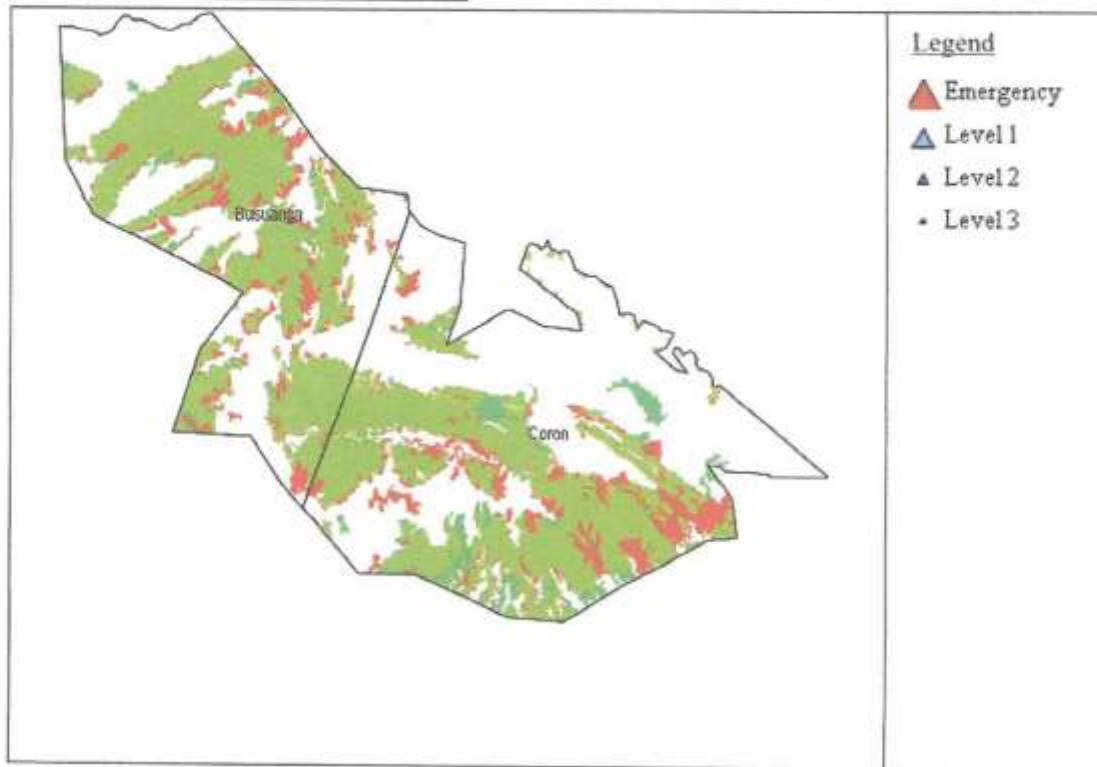 Legend
Emergency
Level 1
Level 2
Level 3
Busuanga
Coron